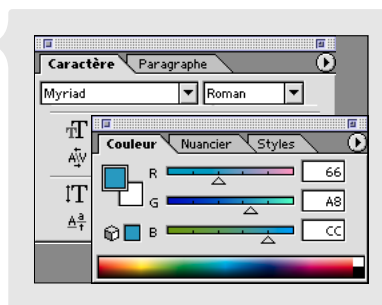 Caractère Paragraphe
Myriad Roman
Couleur Nuancier Styles
R 66
G A8
B CC